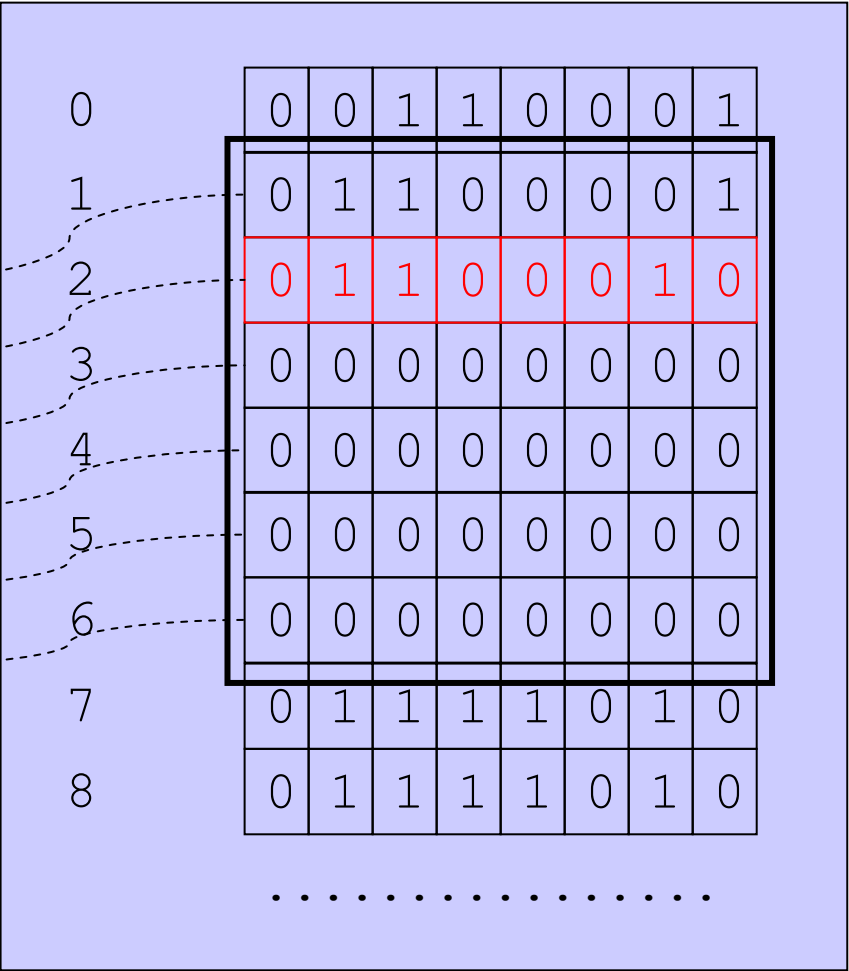 0 0 0 1 1 0 0 0 1
1 0 1 1 0 0 0 0 1
2 0 1 1 0 0 0 1 0
3 0 0 0 0 0 0 0 0
4 0 0 0 0 0 0 0 0
5 0 0 0 0 0 0 0 0
6 0 0 0 0 0 0 0 0
7 0 1 1 1 1 0 1 0
8 0 1 1 1 1 0 1 0
. . . . . . . . . . . . . . . .